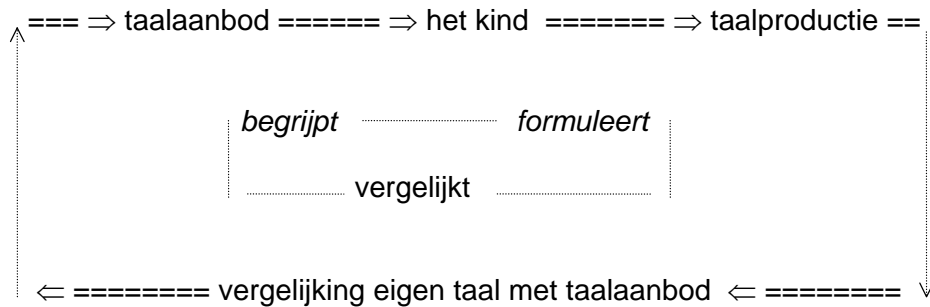 === ⇒ taalaanbod ====== ⇒ het kind ======= ⇒ taalproductie ==
begrijpt formuleert
vergelijkt
⇐ ======== vergelijking eigen taal met taalaanbod ⇐ ========